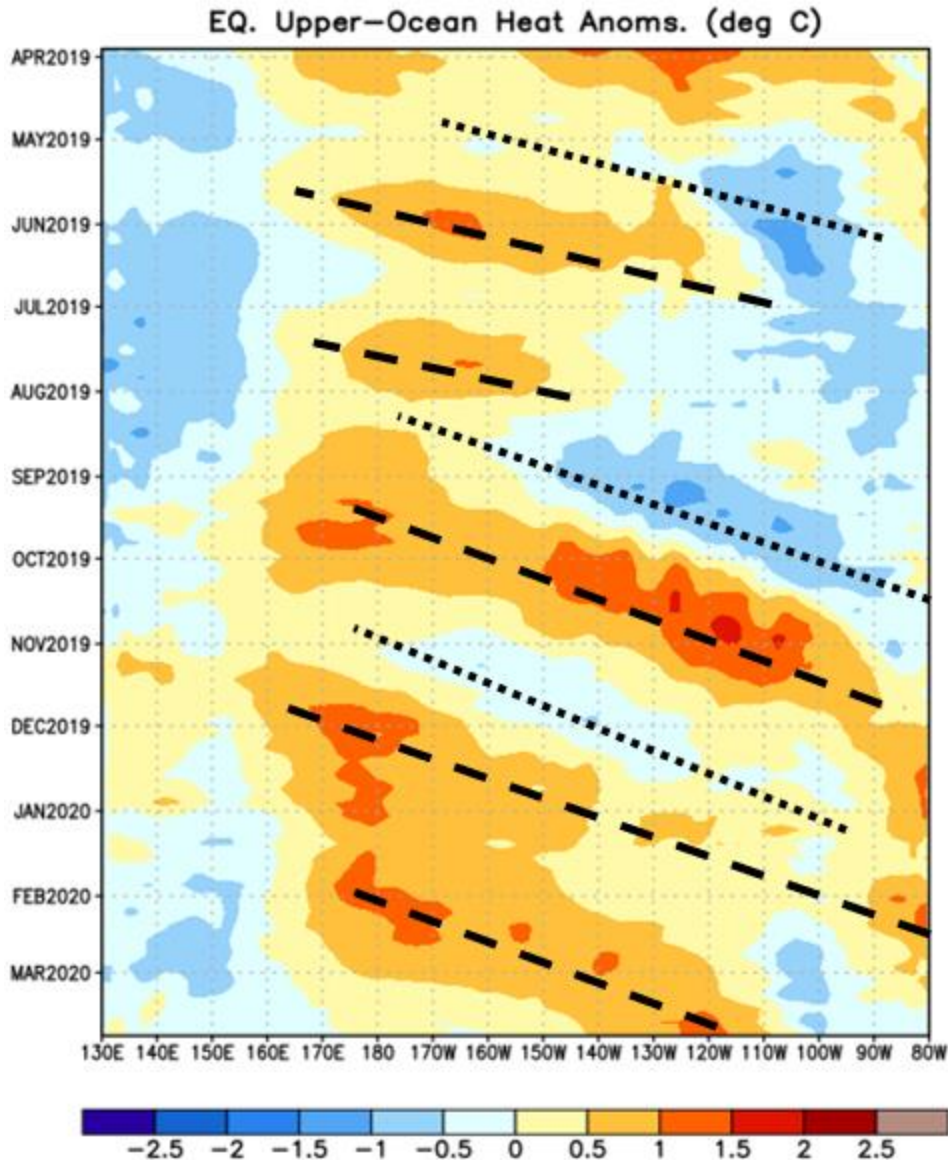 EQ. Upper-Ocean Heat Anoms. (deg C)
APR2019
MAY2019
JUN2019
JUL2019
AUG2019
SEP2019
OCT2019
NOV2019
DEC2019
JAN2020
FEB2020
MAR2020
130E 140E 150E 160E 170E 180 170W 160W 150W 140W 130W 120W 110W 100W 90W 80W
-2.5 -2 -1.5 -1 -0.5 0 0.5 1 1.5 2 2.5